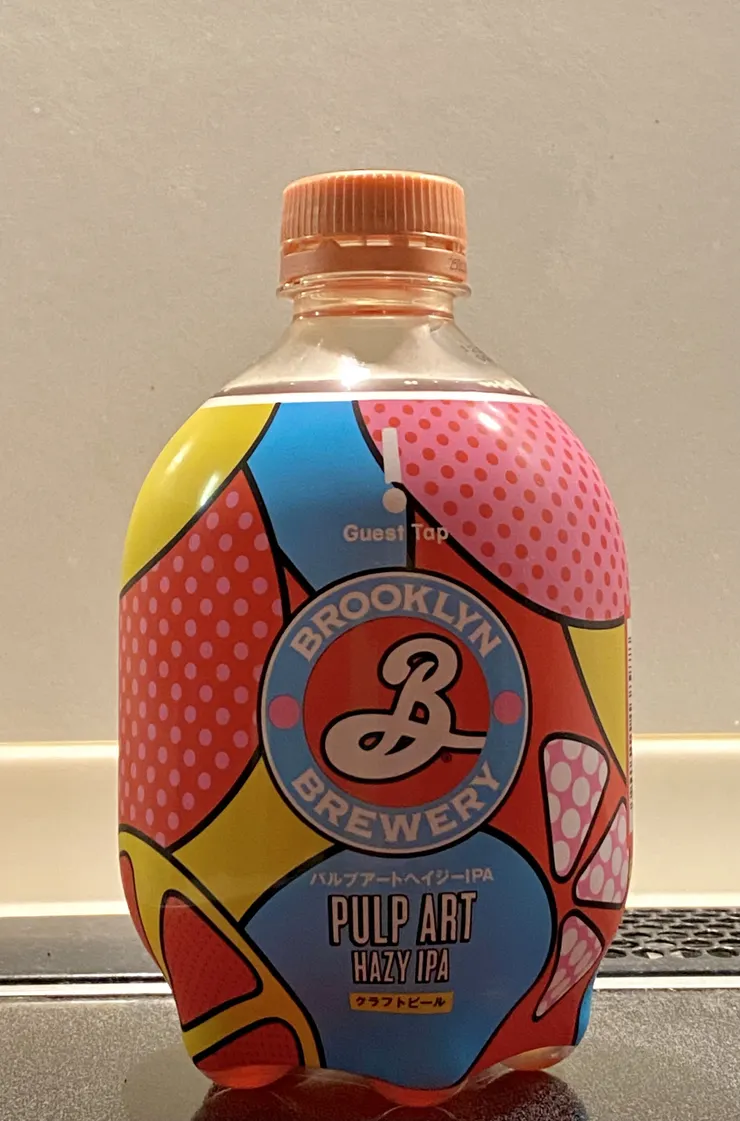 Guest Tap
BROOKLYN
B
BREWERY
パルプアートヘイジーIPA
PULP ART
HAZY IPA
クラフトビール